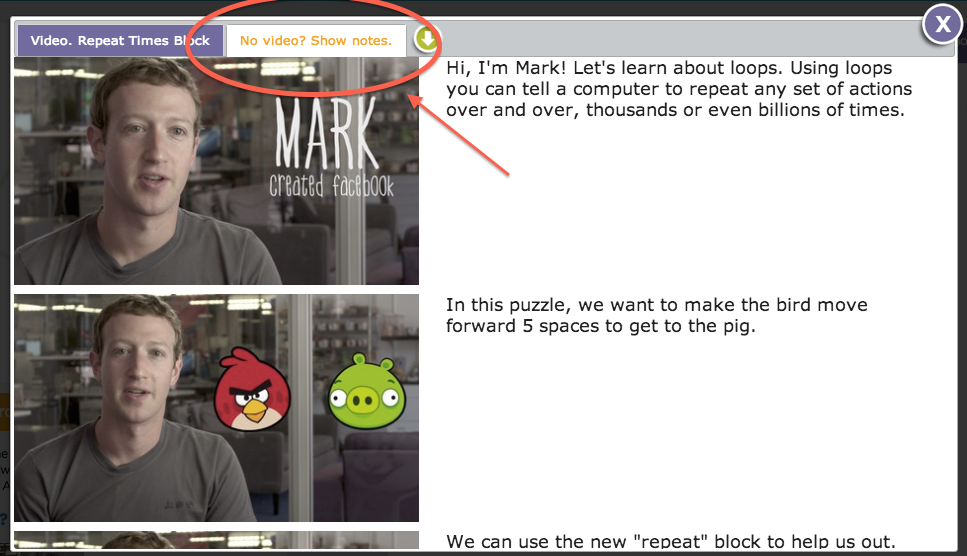 Video. Repeat Times Block
No video? Show notes.
X
MARK
created facebook
Hi, I'm Mark! Let's learn about loops. Using loops
you can tell a computer to repeat any set of actions
over and over, thousands or even billions of times.
In this puzzle, we want to make the bird move
forward 5 spaces to get to the pig.
We can use the new "repeat" block to help us out.